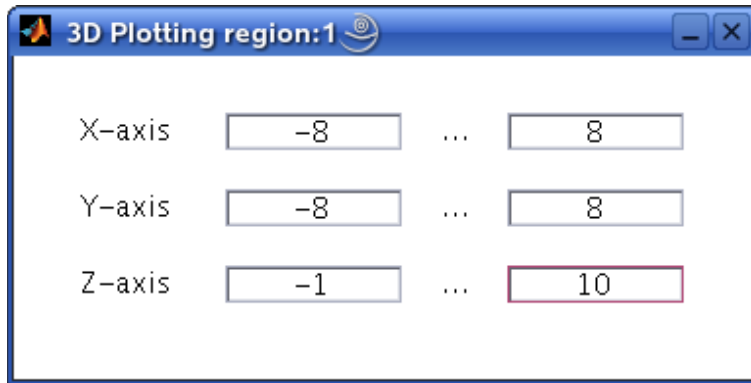 3D Plotting region:1
X-axis -8 ... 8
Y-axis -8 ... 8
Z-axis -1 ... 10